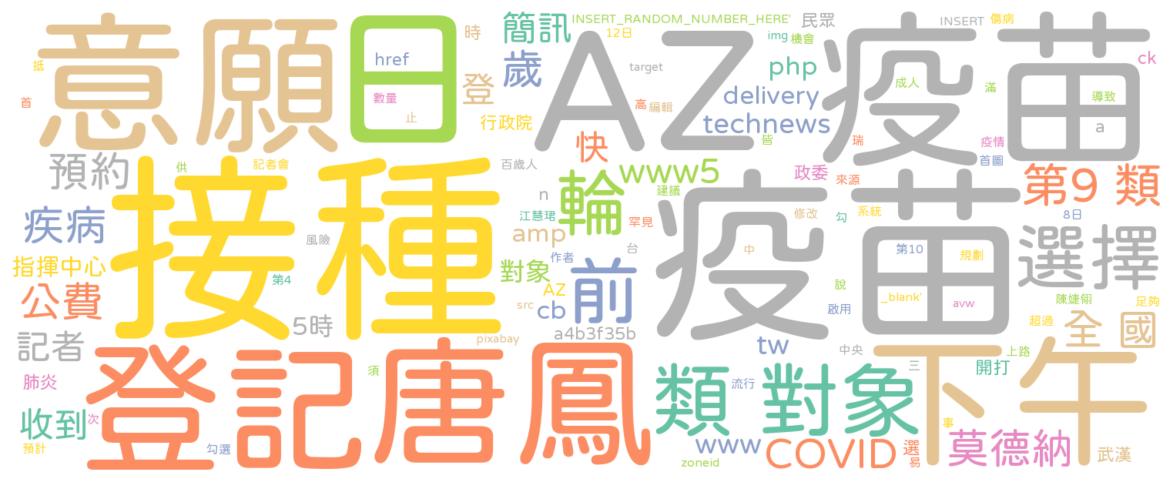 意願
日
AZ疫苗
接種
疫苗
登記
唐鳳
下午
簡訊
INSERT_RANDOM_NUMBER_HERE'
民眾
INSERT
傷病
12日
img
機會
時
href
歲
target
php
ck
抵
成人
滿
導致
首
數量
登
高
編輯
delivery
止
行政院
technews
a
快
皆
瑞
疫情
首圖
預約
供
記者會
百歲人
www5
政委
第9 類
n
輪
建議
來源
疾病
江慧珺
罕見
修改
勾
系統
8日
amp
風險
台
中
第10
規劃
選擇
指揮中心
第4
對象
作者
前
說
公費
AZ
_blank'
陳婕翎
足夠
src
cb
啟用
avw
5時
超過
全 國
記者
a4b3f35b
pixabay
tw
中央
上路
肺炎
須
類 對象
三
開打
流行
收到
次
事
預計
勾選
www
COVID
選
易
莫德納
武漢
zoneid